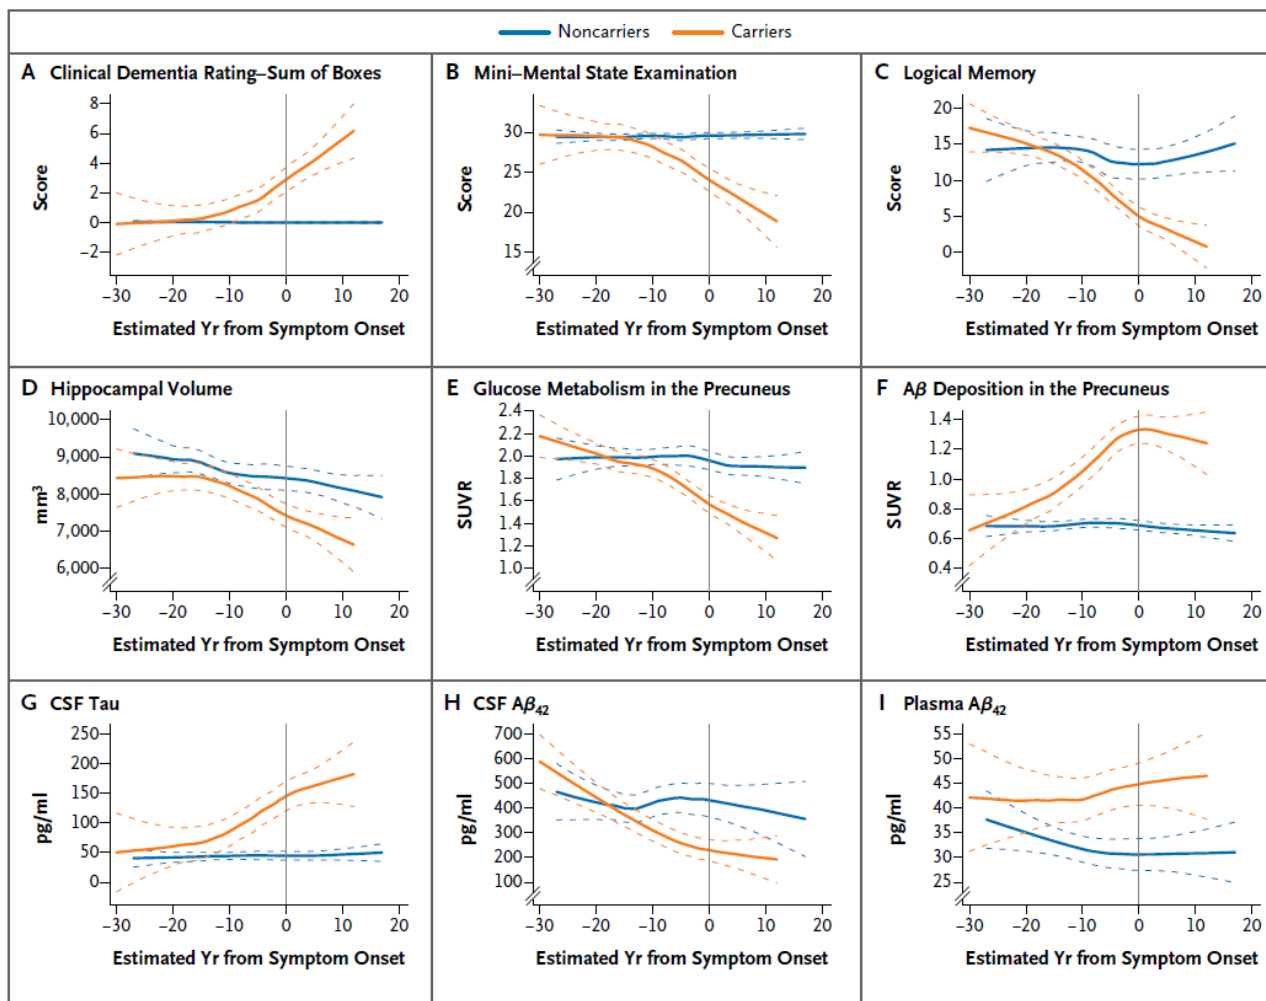 Noncarriers Carriers
A Clinical Dementia Rating–Sum of Boxes
8
6
4
2
0
–2
Score
–30 –20 –10 0 10 20
Estimated Yr from Symptom Onset
B Mini–Mental State Examination
30
25
20
15
Score
–30 –20 –10 0 10 20
Estimated Yr from Symptom Onset
C Logical Memory
20
15
10
5
0
Score
–30 –20 –10 0 10 20
Estimated Yr from Symptom Onset
D Hippocampal Volume
10,000
9,000
8,000
7,000
6,000
mm³
–30 –20 –10 0 10 20
Estimated Yr from Symptom Onset
E Glucose Metabolism in the Precuneus
2.4
2.2
2.0
1.8
1.6
1.4
1.2
1.0
SUVR
–30 –20 –10 0 10 20
Estimated Yr from Symptom Onset
F Aβ Deposition in the Precuneus
1.4
1.2
1.0
0.8
0.6
0.4
SUVR
–30 –20 –10 0 10 20
Estimated Yr from Symptom Onset
G CSF Tau
250
200
150
100
50
0
pg/ml
–30 –20 –10 0 10 20
Estimated Yr from Symptom Onset
H CSF Aβ₄₂
700
600
500
400
300
200
100
pg/ml
–30 –20 –10 0 10 20
Estimated Yr from Symptom Onset
I Plasma Aβ₄₂
55
50
45
40
35
30
25
pg/ml
–30 –20 –10 0 10 20
Estimated Yr from Symptom Onset